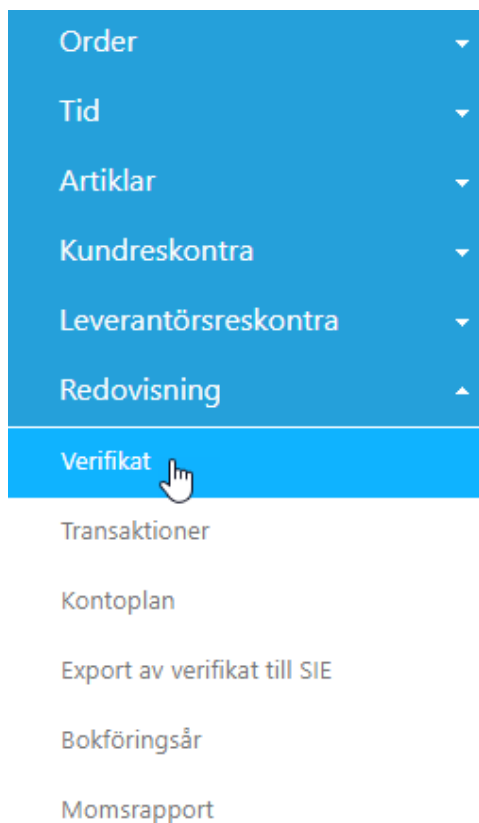 Order
Tid
Artiklar
Kundreskontra
Leverantörsreskontra
Redovisning
Verifikat
Transaktioner
Kontoplan
Export av verifikat till SIE
Bokföringsår
Momsrapport